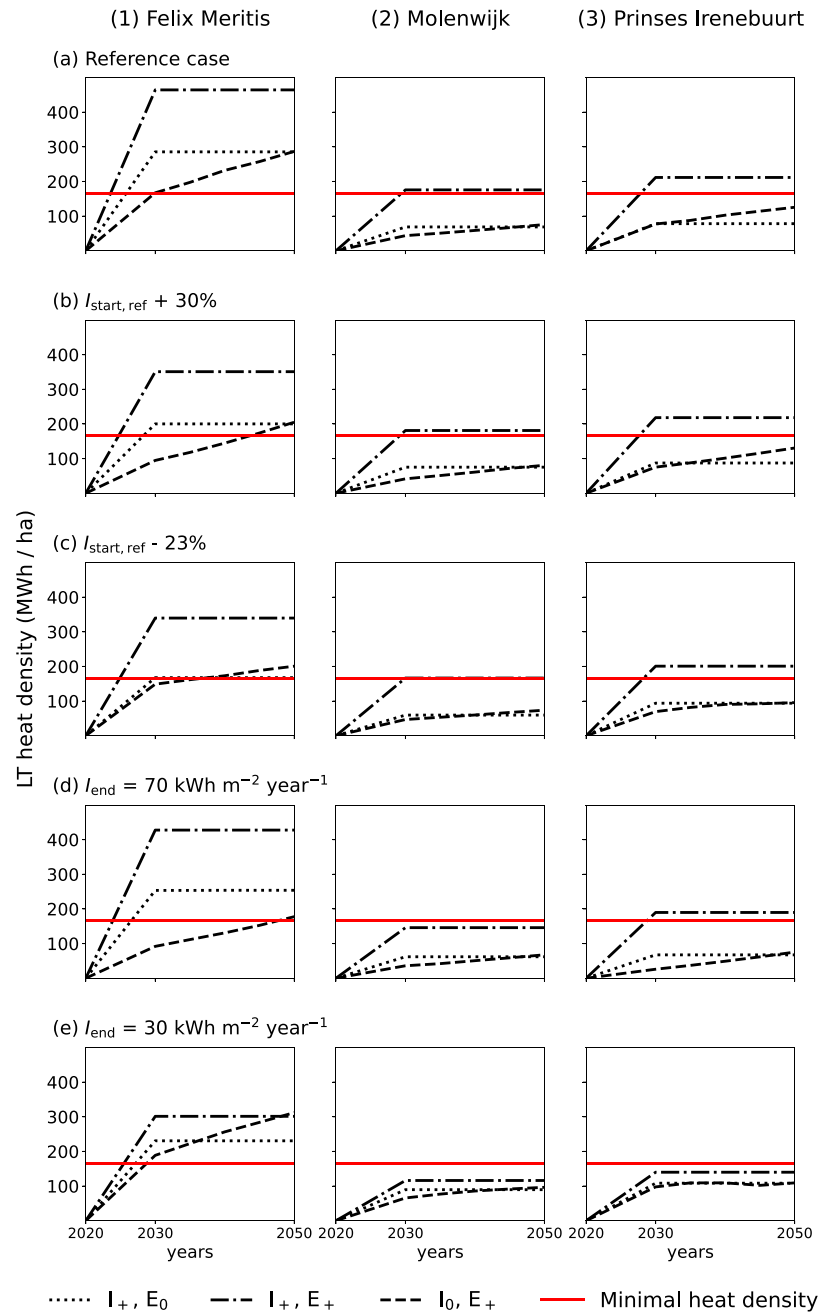 (1) Felix Meritis (2) Molenwijk (3) Prinses Irenebuurt
(a) Reference case
400
300
200
100
(b) I_start, ref + 30%
400
300
200
100
(c) I_start, ref - 23%
400
300
200
100
LT heat density (MWh / ha)
(d) I_end = 70 kWh m⁻² year⁻¹
400
300
200
100
(e) I_end = 30 kWh m⁻² year⁻¹
400
300
200
100
2020 2030 2050 2020 2030 2050 2020 2030 2050
years years years
I₊, E₀ I₊, E₊ I₀, E₊ Minimal heat density